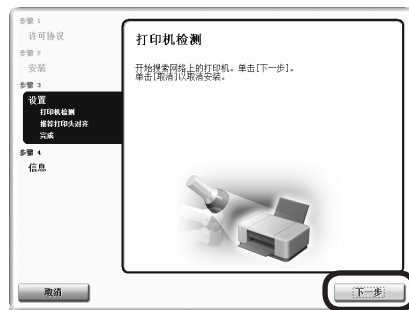 步骤 1
许可协议
步骤 2
安装
步骤 3
设置
打印机检测
推荐打印头对齐
完成
步骤 4
信息
打印机检测
开始搜索网络上的打印机。单击[下一步]。
单击[取消]以取消安装。
取消
下一步